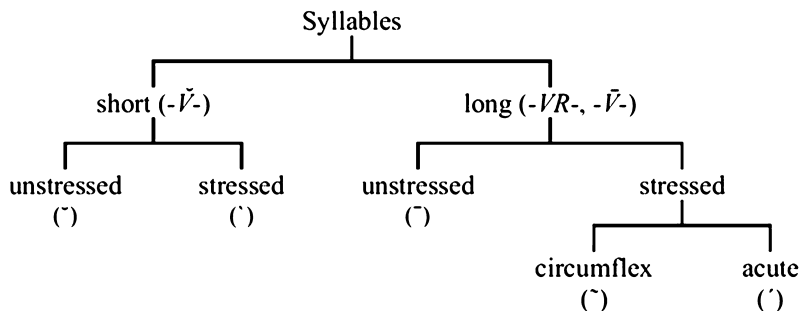 Syllables
short (-V̆-) long (-VR-, -V̄-)
unstressed stressed unstressed stressed
(˘) (`) (¯)
circumflex acute
(˜) (´)